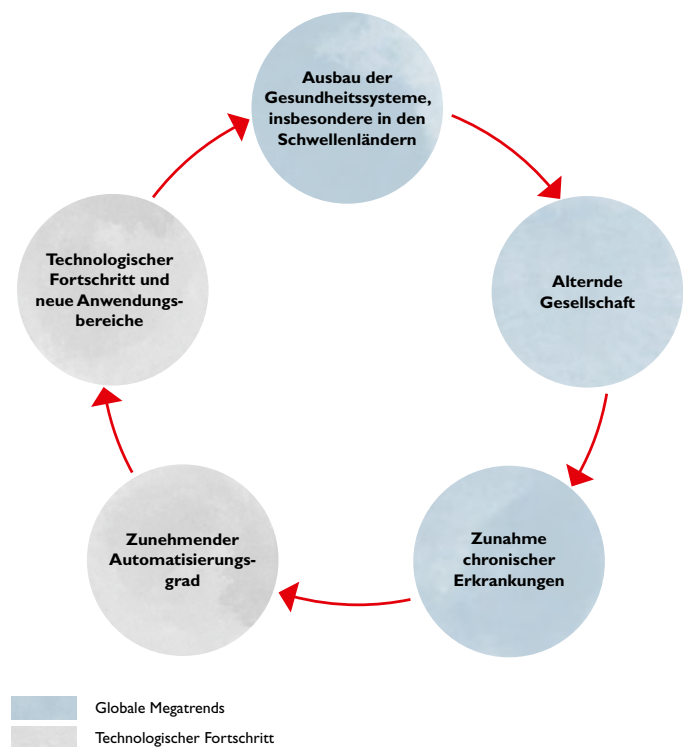 Ausbau der
Gesundheitssysteme,
insbesondere in den
Schwellenländern
Alternde
Gesellschaft
Zunahme
chronischer
Erkrankungen
Zunehmender
Automatisierungs-
grad
Technologischer
Fortschritt und
neue Anwendungs-
bereiche
Globale Megatrends
Technologischer Fortschritt